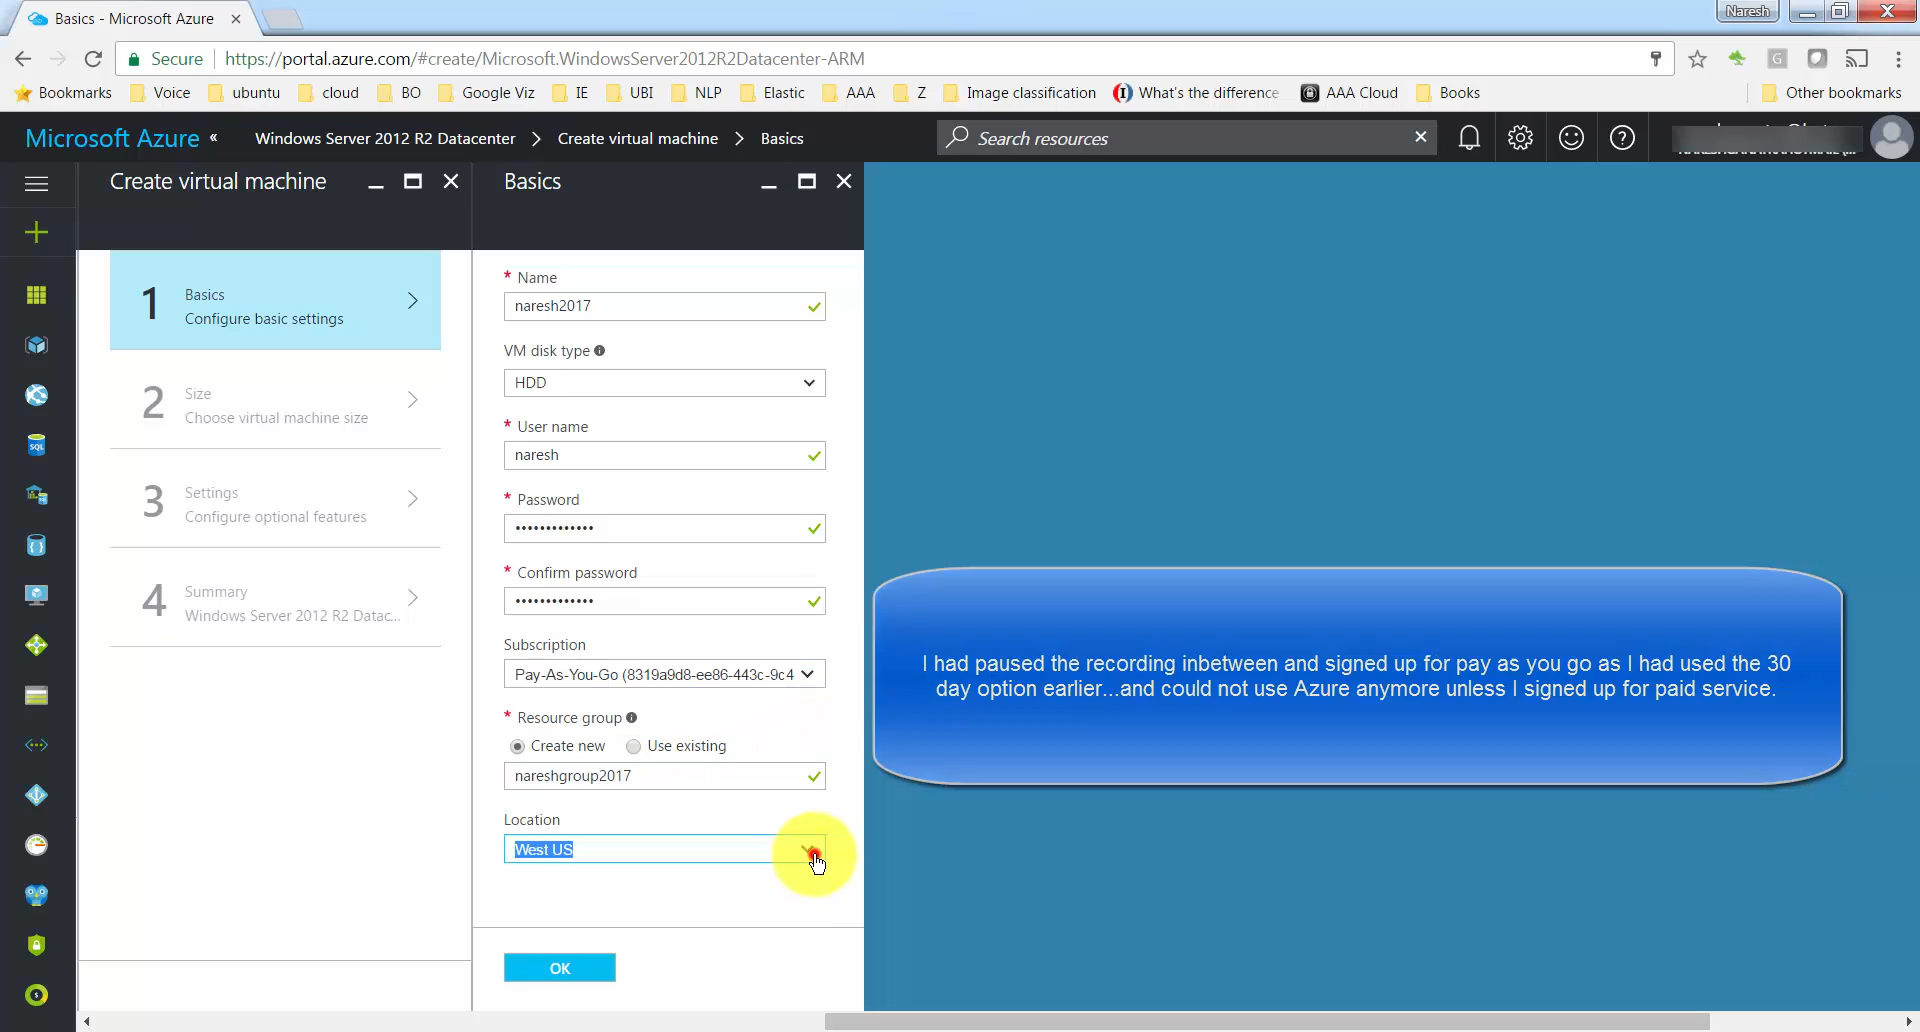 Basics - Microsoft Azure
Naresh
Secure https://portal.azure.com/#create/Microsoft.WindowsServer2012R2Datacenter-ARM
Bookmarks Voice ubuntu cloud BO Google Viz IE UBI NLP Elastic AAA Z Image classification What's the difference AAA Cloud Books Other bookmarks
Microsoft Azure « Windows Server 2012 R2 Datacenter > Create virtual machine > Basics
Search resources
Create virtual machine
1
Basics
Configure basic settings
2
Size
Choose virtual machine size
3
Settings
Configure optional features
4
Summary
Windows Server 2012 R2 Datac...
Basics
* Name
naresh2017
VM disk type
HDD
* User name
naresh
* Password
•••••••••••••
* Confirm password
•••••••••••••
Subscription
Pay-As-You-Go (8319a9d8-ee86-443c-9c4
* Resource group
Create new Use existing
nareshgroup2017
Location
West US
OK
I had paused the recording inbetween and signed up for pay as you go as I had used the 30
day option earlier...and could not use Azure anymore unless I signed up for paid service.